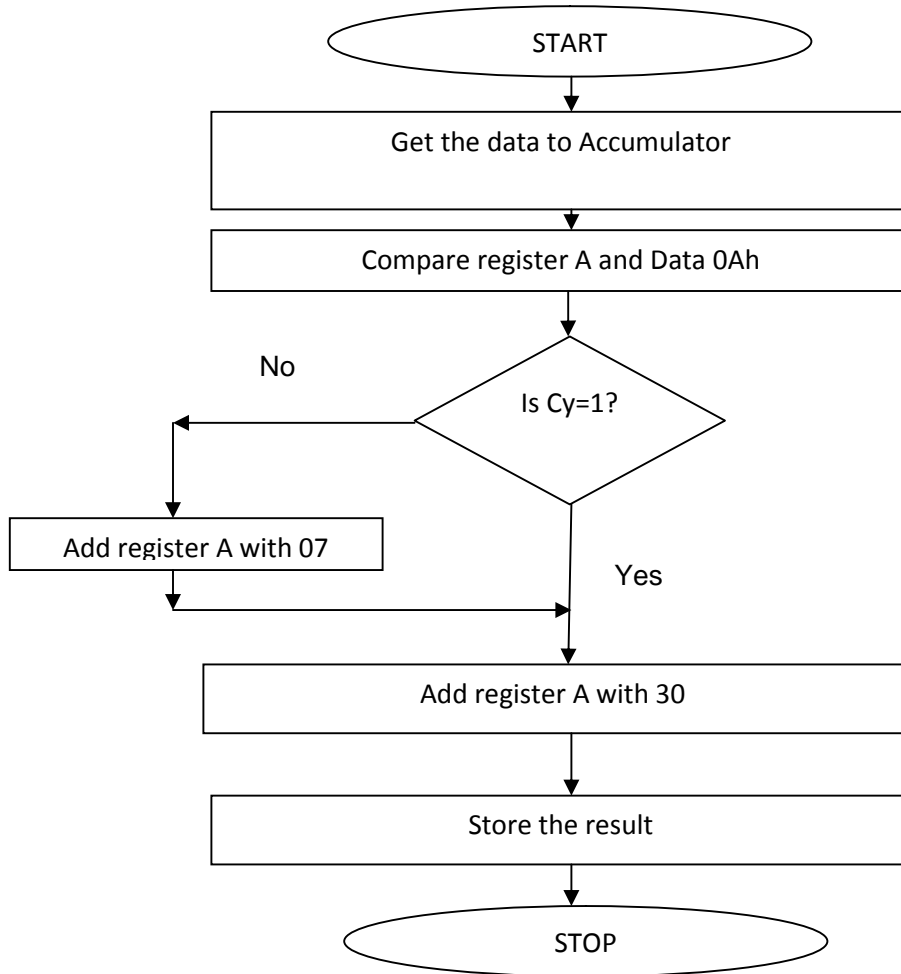 START
Get the data to Accumulator
Compare register A and Data 0Ah
No
Is Cy=1?
Add register A with 07
Yes
Add register A with 30
Store the result
STOP